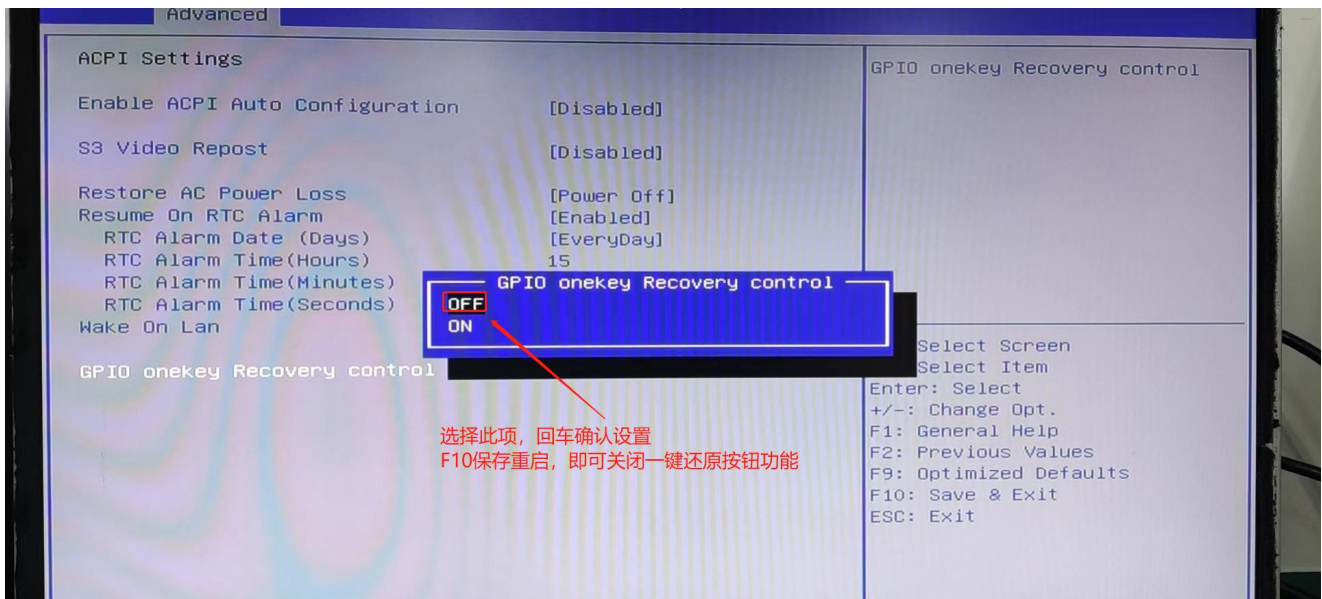 Advanced
ACPI Settings
GPIO onekey Recovery control
Enable ACPI Auto Configuration [Disabled]
S3 Video Repost [Disabled]
Restore AC Power Loss [Power Off]
Resume On RTC Alarm [Enabled]
RTC Alarm Date (Days) [EveryDay]
RTC Alarm Time(Hours) 15
RTC Alarm Time(Minutes)
RTC Alarm Time(Seconds)
Wake On Lan
GPIO onekey Recovery control
GPIO onekey Recovery control
OFF
ON
选择此项，回车确认设置
F10保存重启，即可关闭一键还原按钮功能
Select Screen
Select Item
Enter: Select
+/-: Change Opt.
F1: General Help
F2: Previous Values
F9: Optimized Defaults
F10: Save & Exit
ESC: Exit